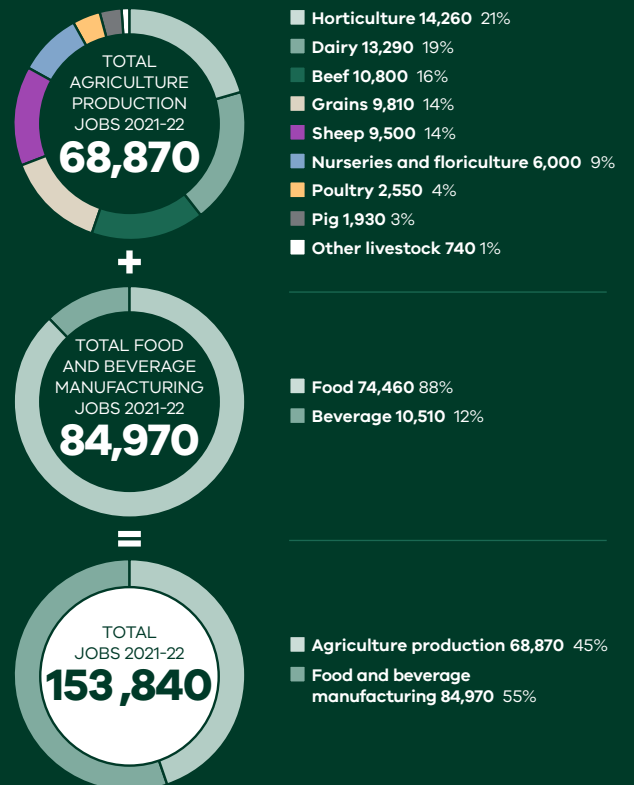 TOTAL
AGRICULTURE
PRODUCTION
JOBS 2021-22
68,870
Horticulture 14,260 21%
Dairy 13,290 19%
Beef 10,800 16%
Grains 9,810 14%
Sheep 9,500 14%
Nurseries and floriculture 6,000 9%
Poultry 2,550 4%
Pig 1,930 3%
Other livestock 740 1%
+
TOTAL FOOD
AND BEVERAGE
MANUFACTURING
JOBS 2021-22
84,970
Food 74,460 88%
Beverage 10,510 12%
=
TOTAL
JOBS 2021-22
153,840
Agriculture production 68,870 45%
Food and beverage
manufacturing 84,970 55%